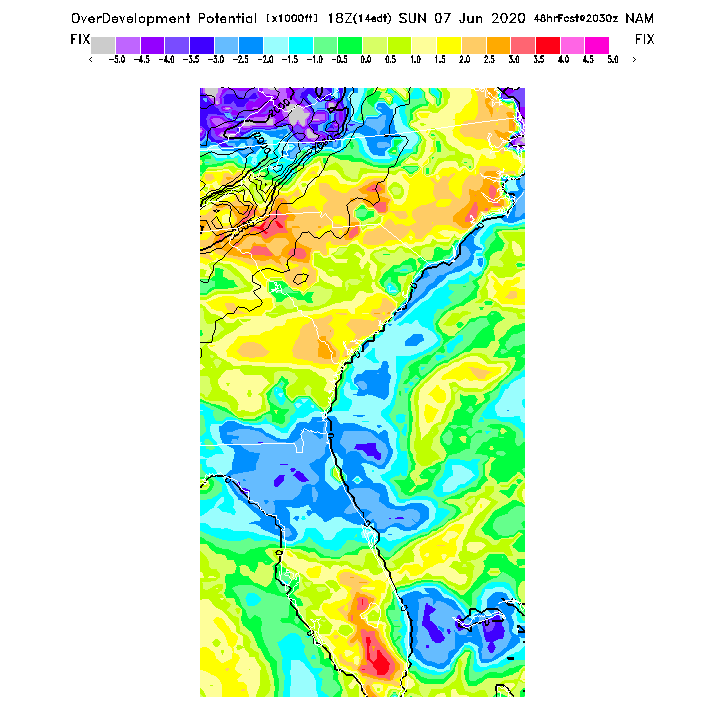 OverDevelopment Potential [x1000ft] 18Z(14edt) SUN 07 Jun 2020 48hrFcst@2030z NAM
FIX FIX
< -5.0 -4.5 -4.0 -3.5 -3.0 -2.5 -2.0 -1.5 -1.0 -0.5 0.0 0.5 1.0 1.5 2.0 2.5 3.0 3.5 4.0 4.5 5.0 >